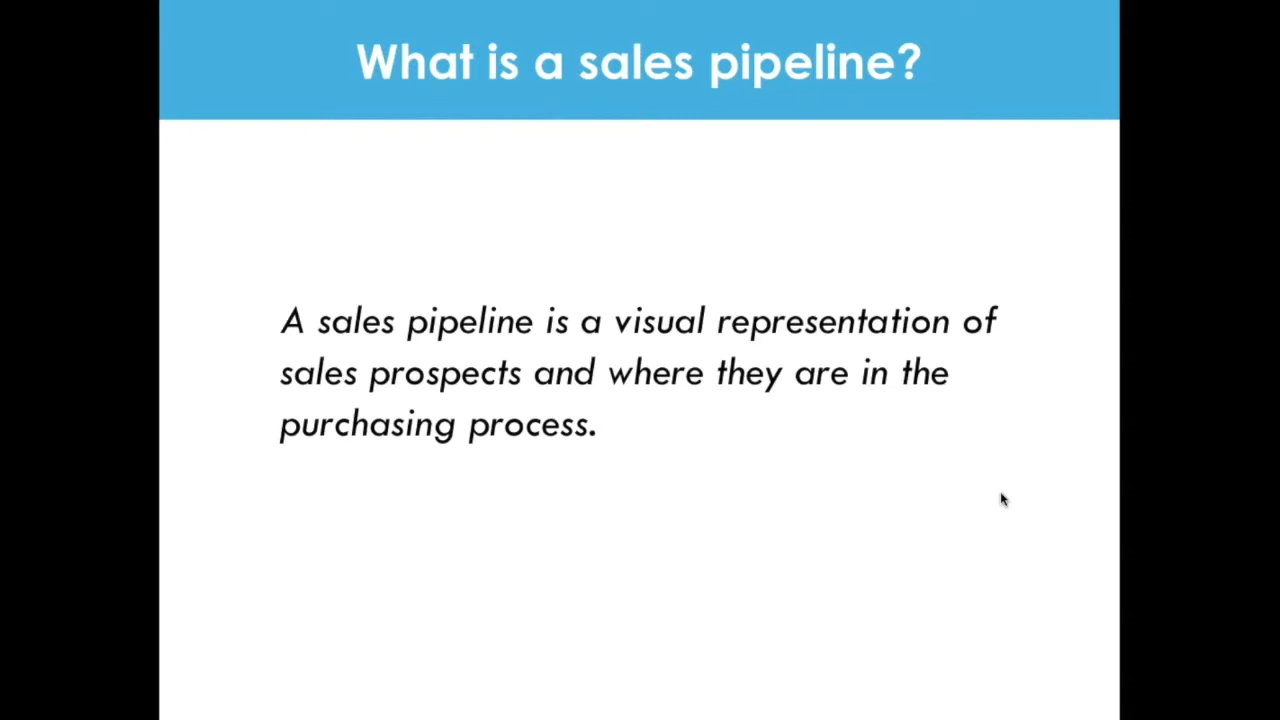 What is a sales pipeline?
A sales pipeline is a visual representation of
sales prospects and where they are in the
purchasing process.